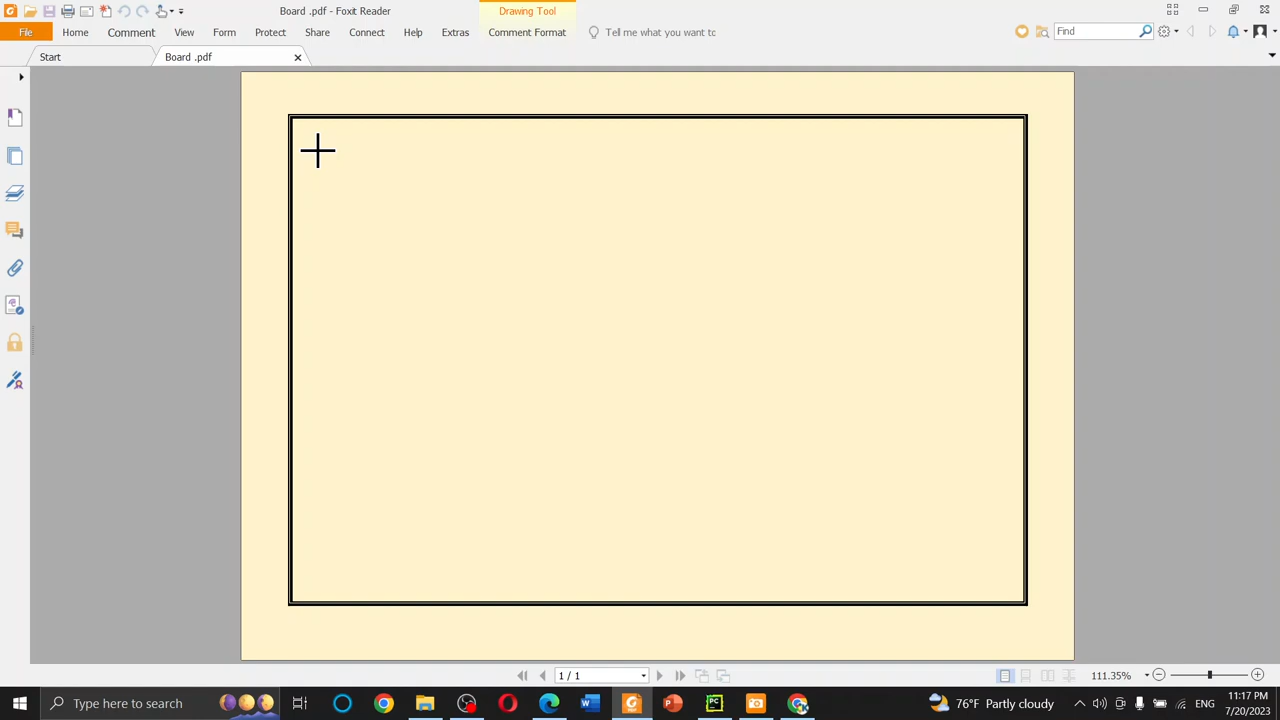 Board .pdf - Foxit Reader
Drawing Tool
File
Home
Comment
View
Form
Protect
Share
Connect
Help
Extras
Comment Format
Tell me what you want tc
Find
Start
Board .pdf
1 / 1
111.35%
Type here to search
76°F Partly cloudy
ENG
11:17 PM
7/20/2023